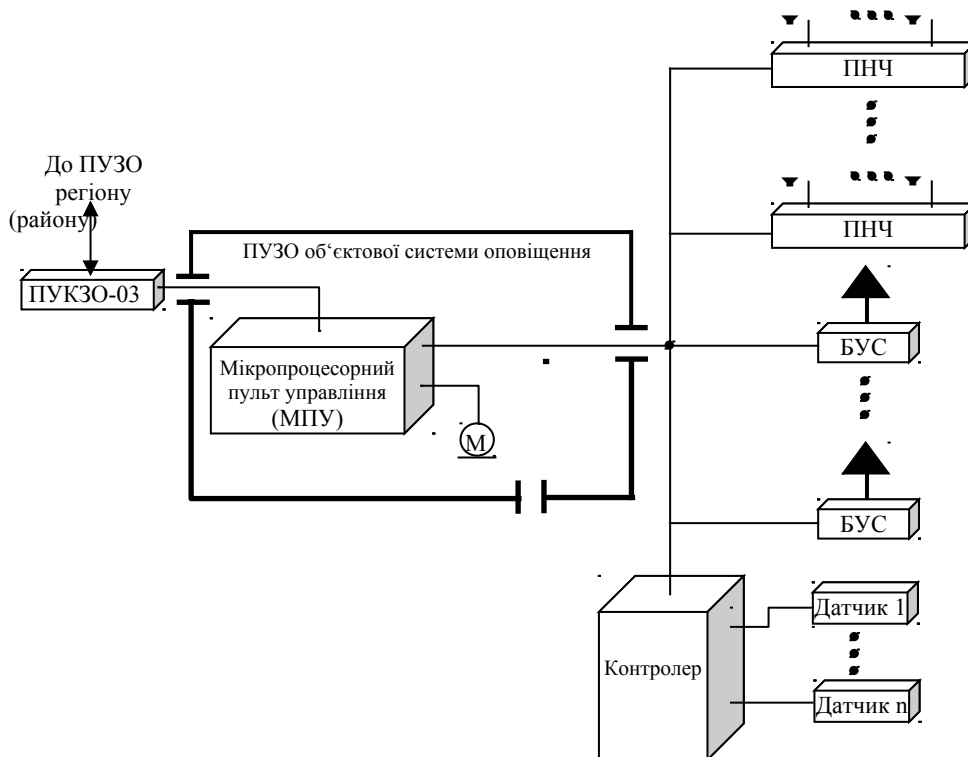 ПНЧ
До ПУЗО
регіону
(району)
ПНЧ
ПУЗО об‘єктової системи оповіщення
ПУКЗО-03
БУС
Мікропроцесорний
пульт управління
(МПУ)
М
БУС
Датчик 1
Контролер
Датчик n